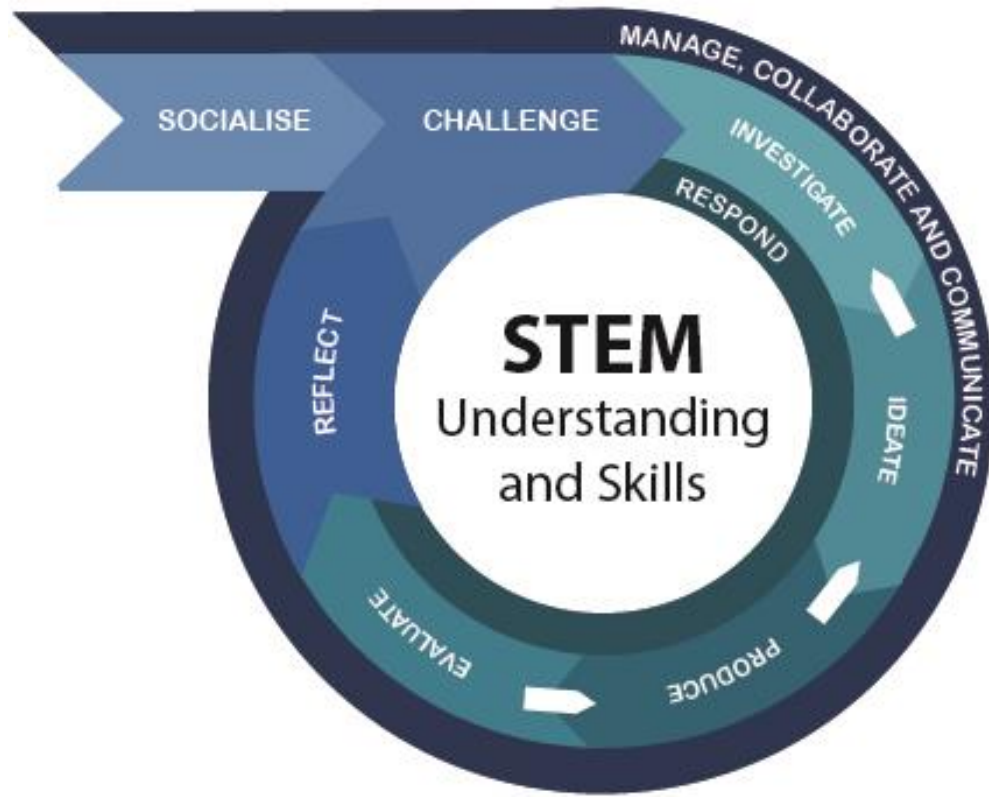 MANAGE, COLLABORATE AND COMMUNICATE
SOCIALISE
CHALLENGE
INVESTIGATE
RESPOND
IDEATE
PRODUCE
EVALUATE
REFLECT
STEM
Understanding
and Skills